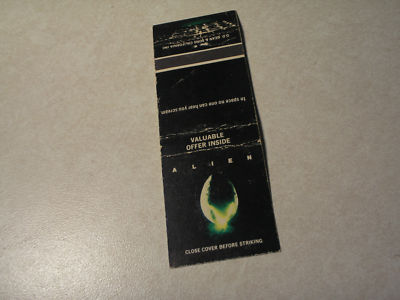 In space no one can hear you scream
VALUABLE
OFFER INSIDE
ALIEN
CLOSE COVER BEFORE STRIKING